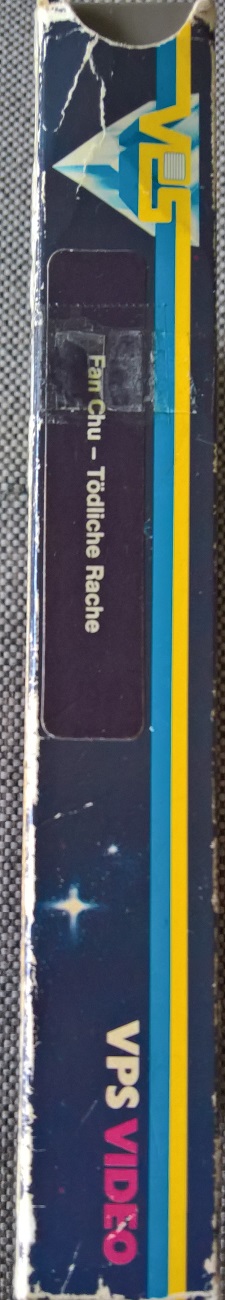 VPS
Fan Chu – Tödliche Rache
VPS VIDEO